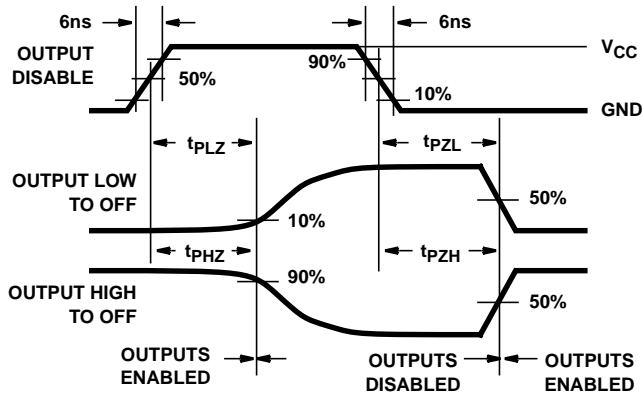 6ns
6ns
OUTPUT
DISABLE
50%
90%
10%
VCC
GND
tPLZ
tPZL
OUTPUT LOW
TO OFF
10%
50%
tPHZ
tPZH
OUTPUT HIGH
TO OFF
90%
50%
OUTPUTS
ENABLED
OUTPUTS
DISABLED
OUTPUTS
ENABLED